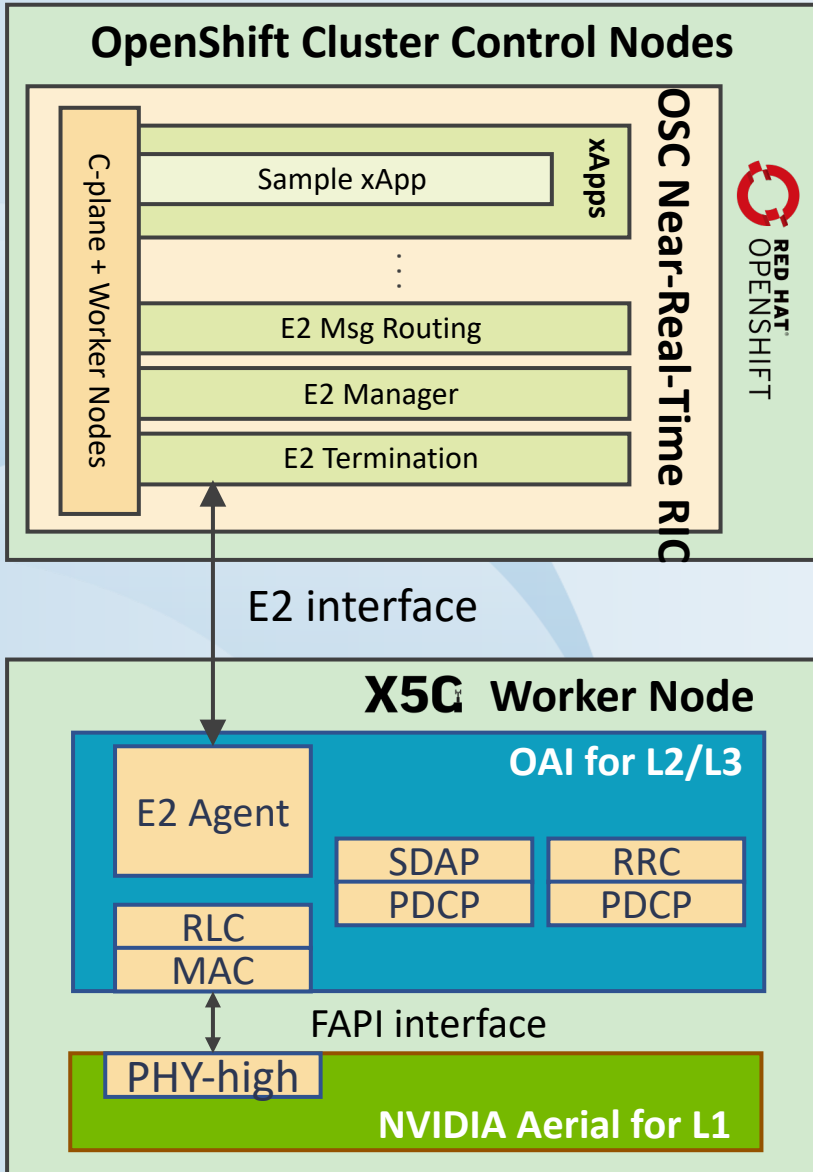 OpenShift Cluster Control Nodes
C-plane + Worker Nodes
xApps
Sample xApp
E2 Msg Routing
E2 Manager
E2 Termination
OSC Near-Real-Time RIC
RED HAT®
OPENSHIFT
E2 interface
X5G Worker Node
OAI for L2/L3
E2 Agent
SDAP
PDCP
RRC
PDCP
RLC
MAC
FAPI interface
PHY-high
NVIDIA Aerial for L1